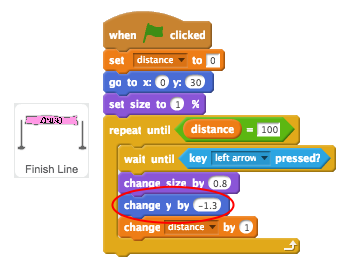 when clicked
set distance to 0
go to x: 0 y: 30
set size to 1 %
repeat until distance = 100
wait until key left arrow pressed?
change size by 0.8
change y by -1.3
change distance by 1
Finish Line